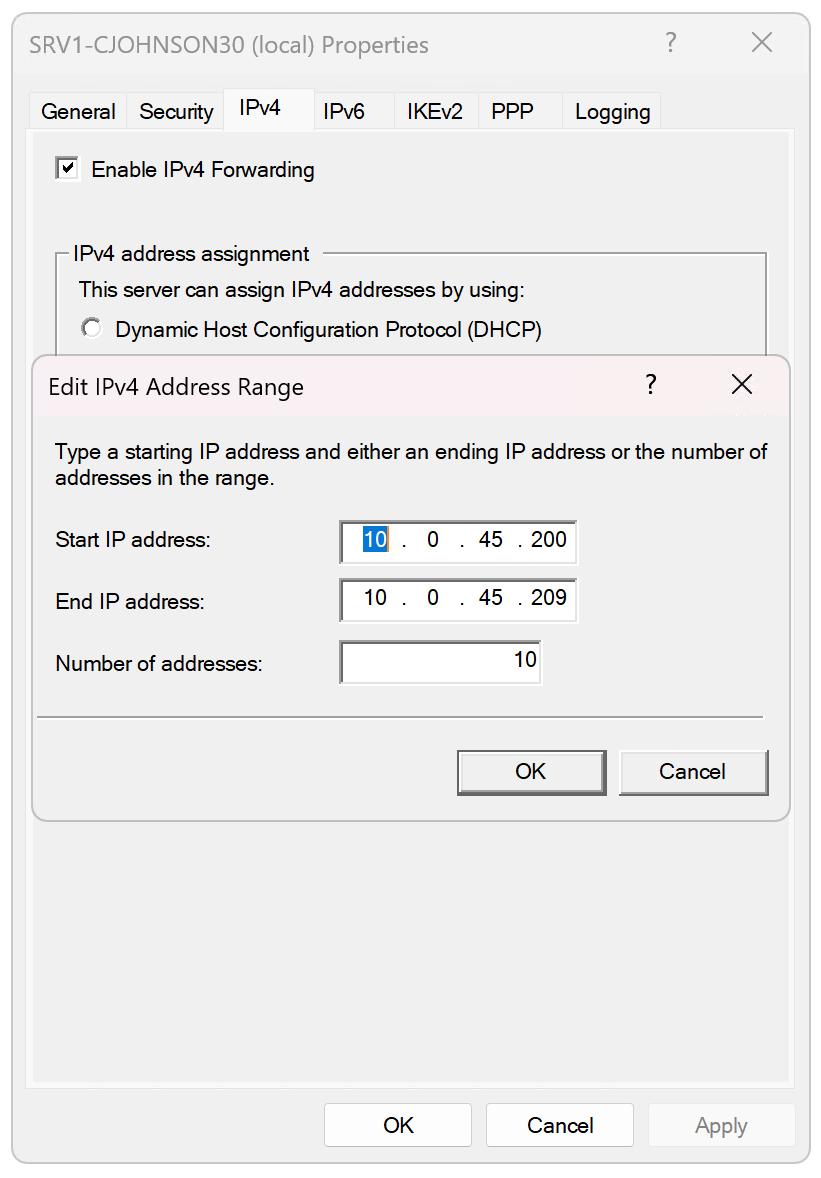 SRV1-CJOHNSON30 (local) Properties ?
General Security IPv4 IPv6 IKEv2 PPP Logging
Enable IPv4 Forwarding
IPv4 address assignment
This server can assign IPv4 addresses by using:
Dynamic Host Configuration Protocol (DHCP)
Edit IPv4 Address Range ?
Type a starting IP address and either an ending IP address or the number of
addresses in the range.
Start IP address: 10 . 0 . 45 . 200
End IP address: 10 . 0 . 45 . 209
Number of addresses: 10
OK Cancel
OK Cancel Apply